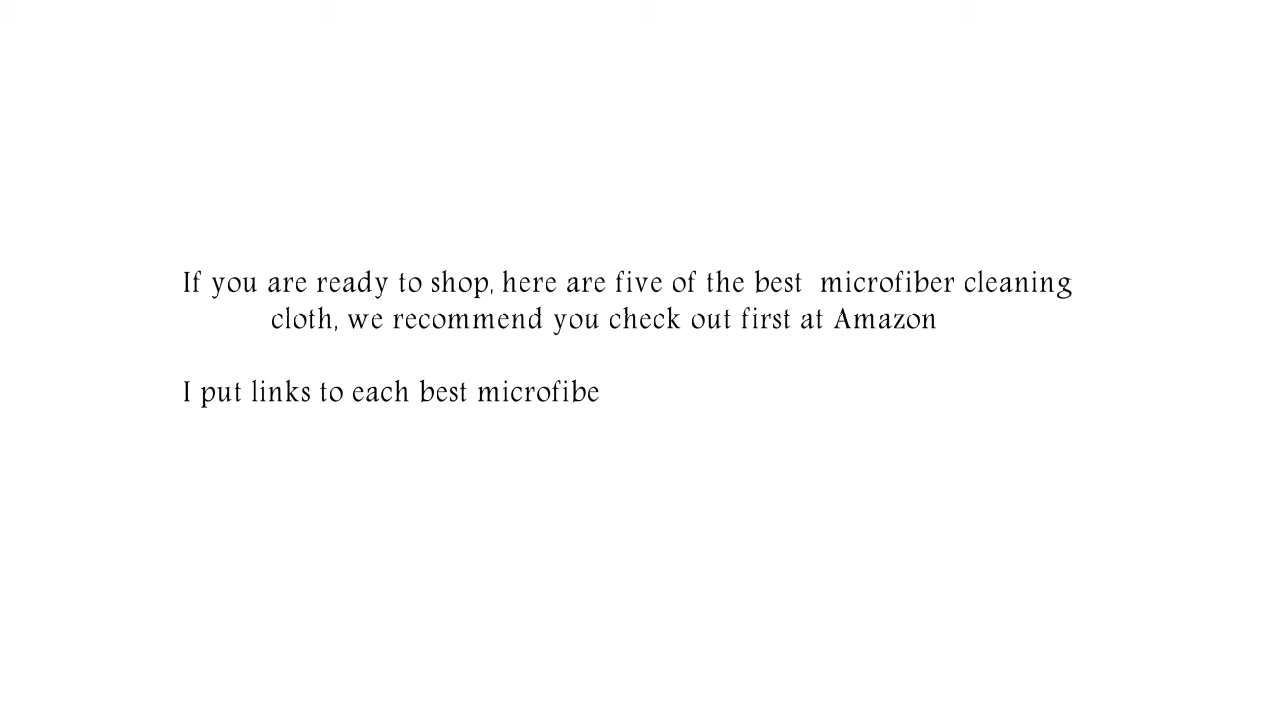 If you are ready to shop, here are five of the best  microfiber cleaning
cloth, we recommend you check out first at Amazon
I put links to each best microfibe